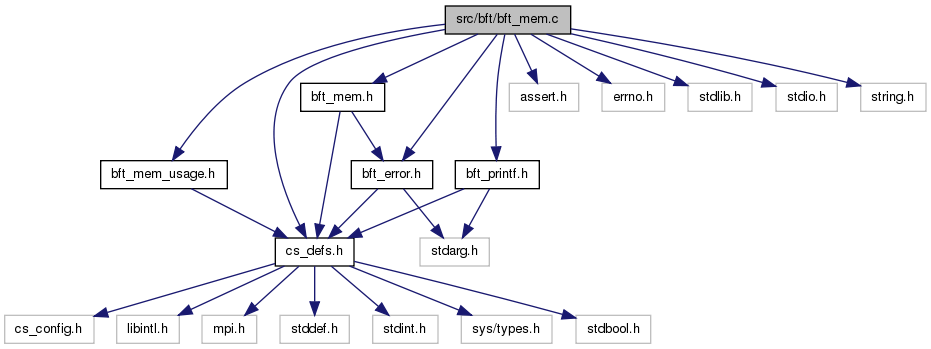 src/bft/bft_mem.c
bft_mem.h
assert.h
errno.h
stdlib.h
stdio.h
string.h
bft_mem_usage.h
bft_error.h
bft_printf.h
cs_defs.h
stdarg.h
cs_config.h
libintl.h
mpi.h
stddef.h
stdint.h
sys/types.h
stdbool.h